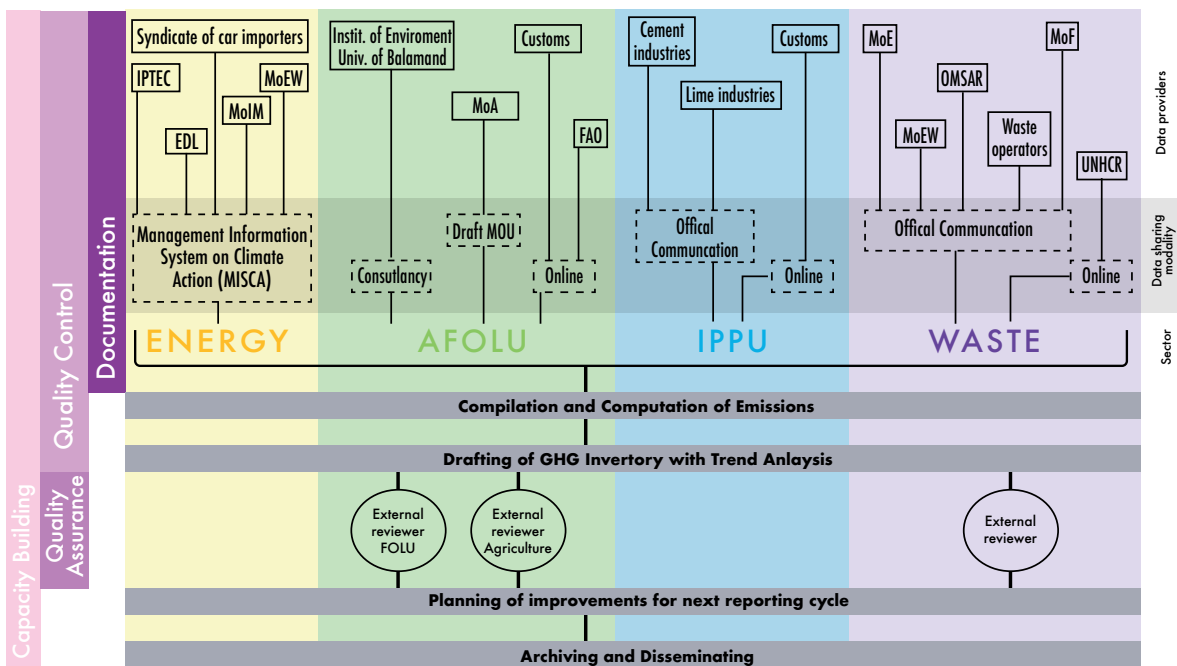 Capacity Building
Quality Control
Quality
Assurance
Documentation
Syndicate of car importers
IPTEC
MoEW
MoIM
EDL
Management Information
System on Climate
Action (MISCA)
ENERGY
Instit. of Enviroment
Univ. of Balamand
Customs
MoA
FAO
Draft MOU
Consutlancy
Online
AFOLU
Cement
industries
Customs
Lime industries
Offical
Communcation
Online
IPPU
MoE
MoF
OMSAR
MoEW
Waste
operators
UNHCR
Offical Communcation
Online
WASTE
Data providers
Data sharing
modality
Sector
Compilation and Computation of Emissions
Drafting of GHG Invertory with Trend Anlaysis
External
reviewer
FOLU
External
reviewer
Agriculture
External
reviewer
Planning of improvements for next reporting cycle
Archiving and Disseminating